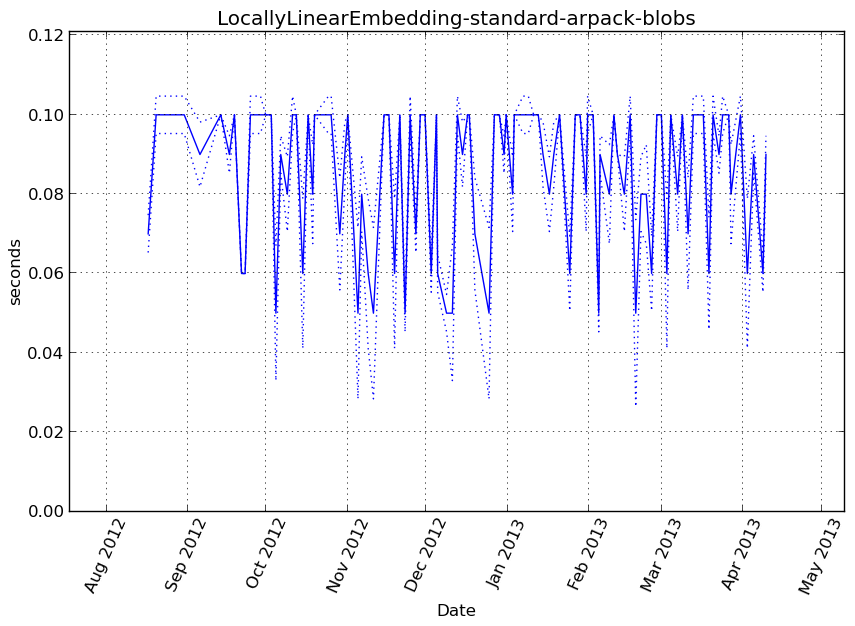 LocallyLinearEmbedding-standard-arpack-blobs
0.12
0.10
0.08
0.06
0.04
0.02
0.00
seconds
Aug 2012
Sep 2012
Oct 2012
Nov 2012
Dec 2012
Jan 2013
Feb 2013
Mar 2013
Apr 2013
May 2013
Date